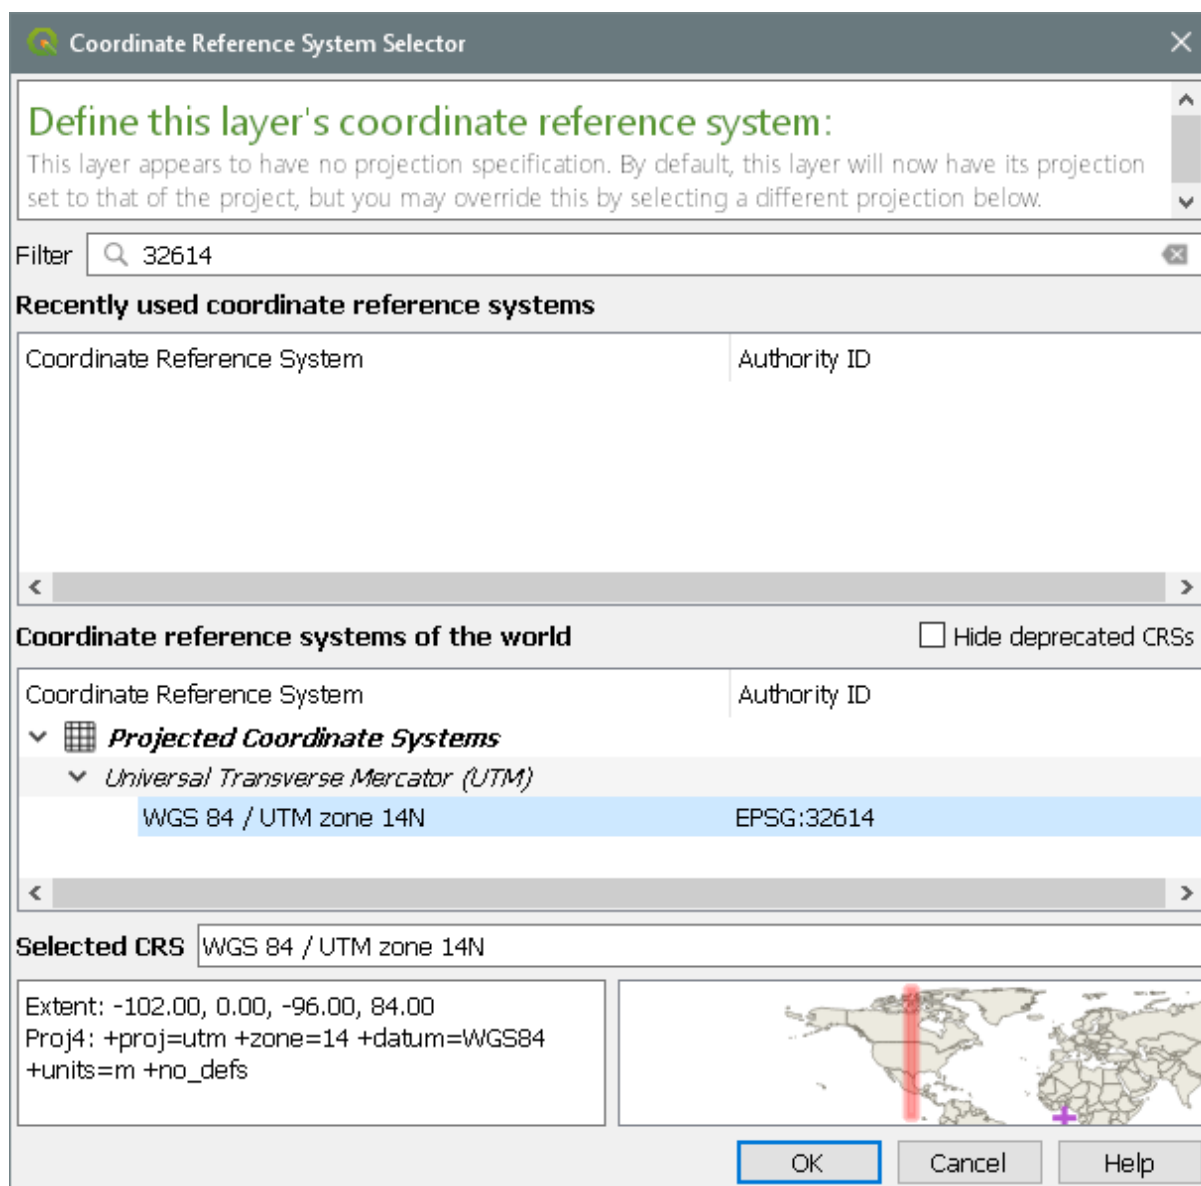 Coordinate Reference System Selector
Define this layer's coordinate reference system:
This layer appears to have no projection specification. By default, this layer will now have its projection
set to that of the project, but you may override this by selecting a different projection below.
Filter 32614
Recently used coordinate reference systems
Coordinate Reference System Authority ID
Coordinate reference systems of the world Hide deprecated CRSs
Coordinate Reference System Authority ID
Projected Coordinate Systems
Universal Transverse Mercator (UTM)
WGS 84 / UTM zone 14N EPSG:32614
Selected CRS WGS 84 / UTM zone 14N
Extent: -102.00, 0.00, -96.00, 84.00
Proj4: +proj=utm +zone=14 +datum=WGS84
+units=m +no_defs
OK Cancel Help